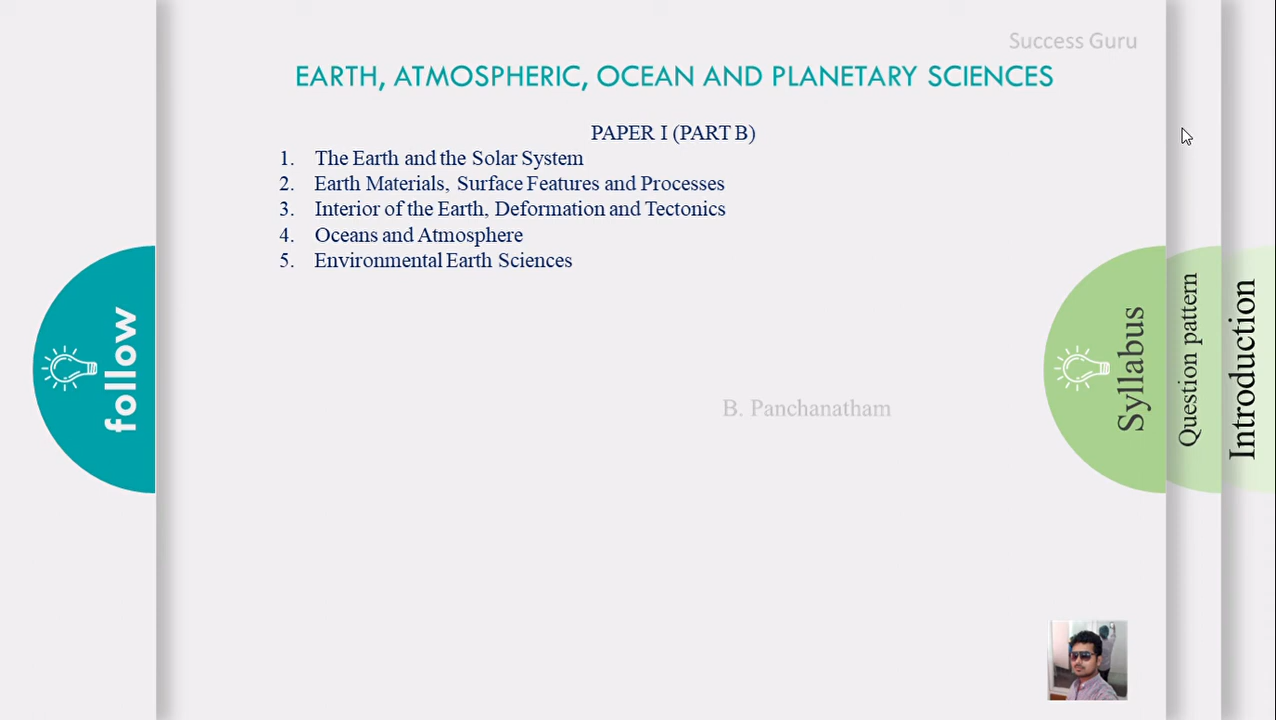 Success Guru
EARTH, ATMOSPHERIC, OCEAN AND PLANETARY SCIENCES
PAPER I (PART B)
1. The Earth and the Solar System
2. Earth Materials, Surface Features and Processes
3. Interior of the Earth, Deformation and Tectonics
4. Oceans and Atmosphere
5. Environmental Earth Sciences
follow
B. Panchanatham
Syllabus
Question pattern
Introduction